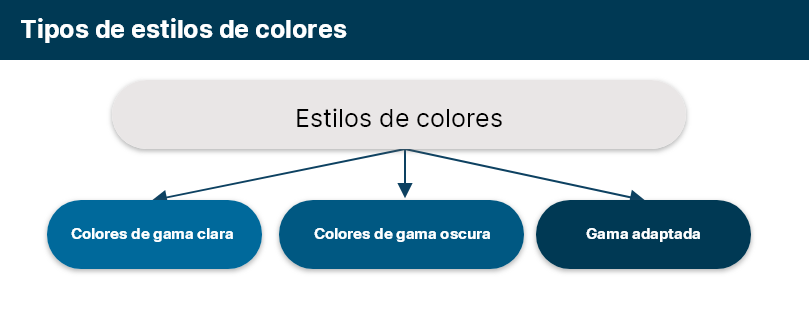 Tipos de estilos de colores
Estilos de colores
Colores de gama clara
Colores de gama oscura
Gama adaptada